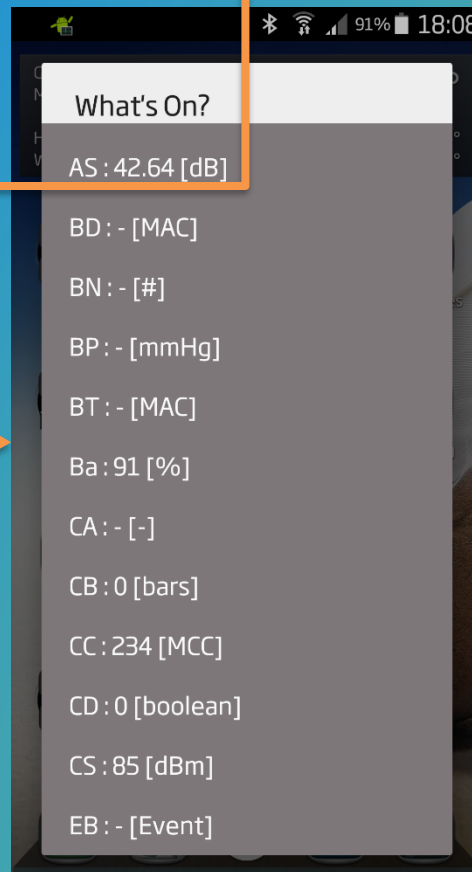 91% 18:08
What's On?
AS : 42.64 [dB]
BD : - [MAC]
BN : - [#]
BP : - [mmHg]
BT : - [MAC]
Ba : 91 [%]
CA : - [-]
CB : 0 [bars]
CC : 234 [MCC]
CD : 0 [boolean]
CS : 85 [dBm]
EB : - [Event]